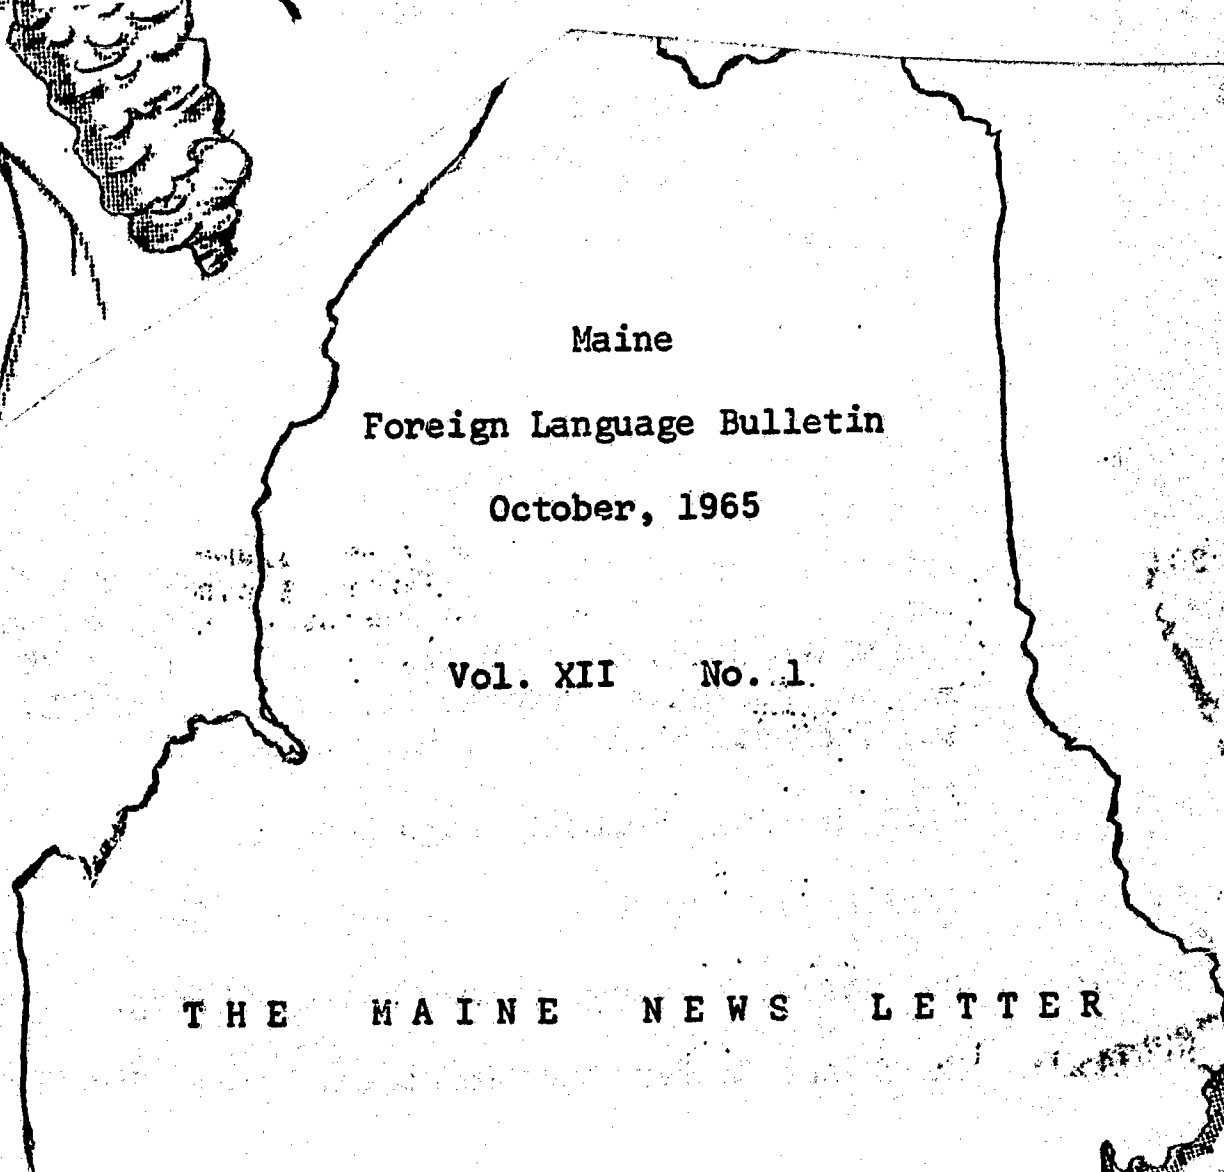 Maine
Foreign Language Bulletin
October, 1965
Vol. XII No. 1
THE MAINE NEWS LETTER